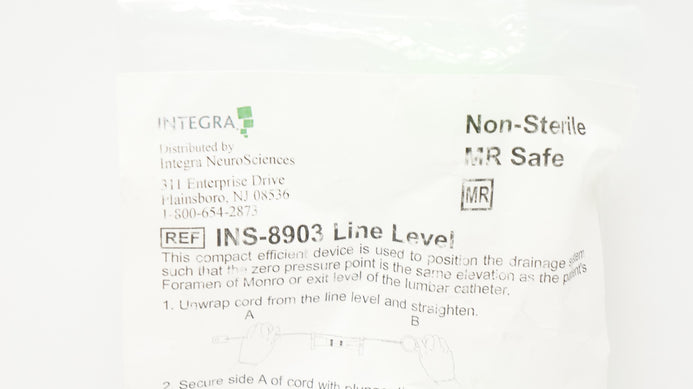 INTEGRA
Distributed by
Integra NeuroSciences
311 Enterprise Drive
Plainsboro, NJ 08536
1-800-654-2873
Non-Sterile
MR Safe
MR
REF INS-8903 Line Level
This compact efficient device is used to position the drainage system
such that the zero pressure point is the same elevation as the patient's
Foramen of Monro or exit level of the lumbar catheter.
1. Unwrap cord from the line level and straighten.
A B
2. Secure side A of cord with